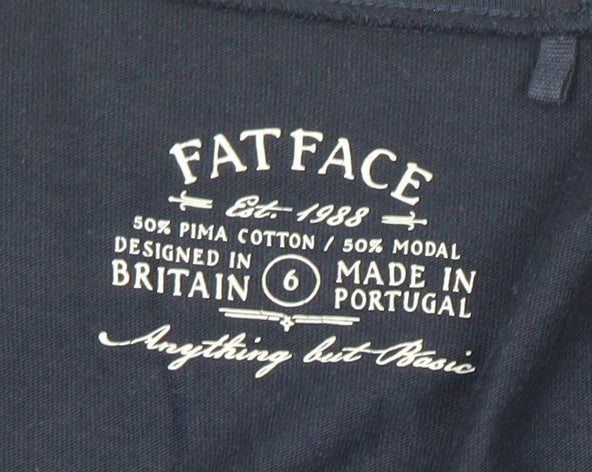 FATFACE
Est. 1988
50% PIMA COTTON / 50% MODAL
DESIGNED IN BRITAIN
6
MADE IN PORTUGAL
Anything but Basic